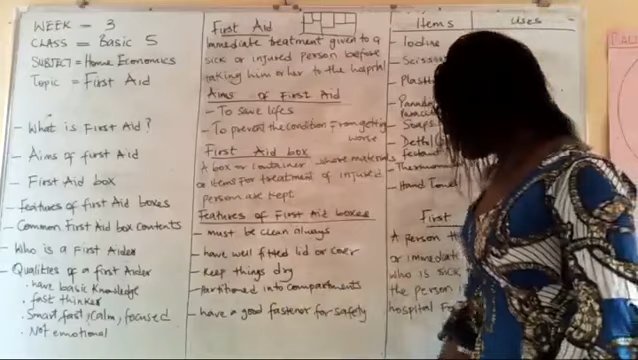 WEEK = 3
CLASS = Basic 5
SUBJECT = Home Economics
Topic = First Aid
- What is First Aid?
- Aims of first Aid
- First Aid box
- Features of first Aid boxes
- Common First Aid box contents
- Who is a First Aider
- Qualities of a first Aider
. have basic knowledge
. fast thinker
. Smart, fast, calm, focused
. Not emotional
First Aid
Immediate treatment given to a
sick or injured person before
taking him or her to the hospital
Aims of First Aid
- To save lifes
- To prevent the condition from getting
worse
First Aid box
A box or container where materials
or items for treatment of injured
person are kept
Features of First Aid boxes
- must be clean always
- have well fitted lid or cover
- keep things dry
- partitioned into compartments
- have a good fastener for safety
Items Uses
- Iodine
- Soaps
- Hand Towel
First
A person
or immediate
who is sick
the person
hospital